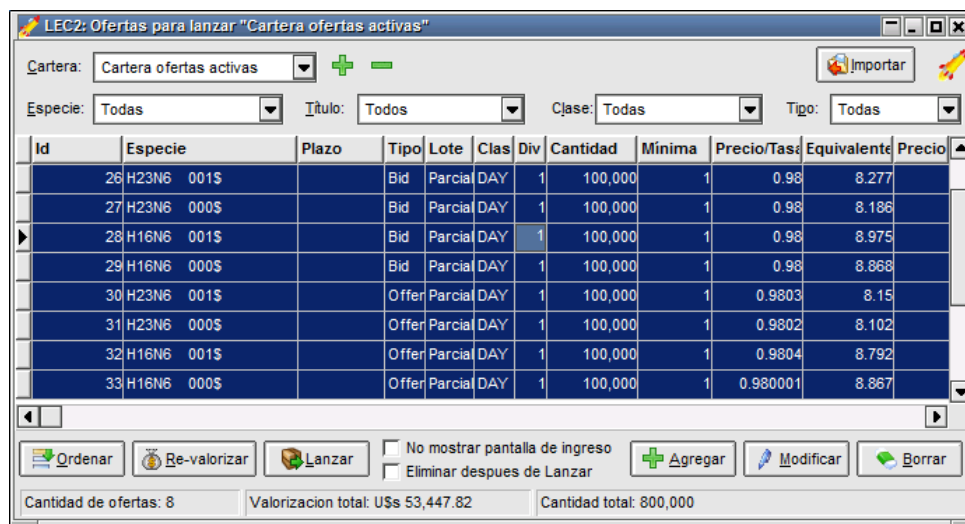 LEC2: Ofertas para lanzar "Cartera ofertas activas"
Cartera: Cartera ofertas activas Importar
Especie: Todas Título: Todos Clase: Todas Tipo: Todas
Id Especie Plazo Tipo Lote Clas Div Cantidad Mínima Precio/Tasa Equivalente Precio
26 H23N6 001$ Bid Parcial DAY 1 100,000 1 0.98 8.277
27 H23N6 000$ Bid Parcial DAY 1 100,000 1 0.98 8.186
28 H16N6 001$ Bid Parcial DAY 1 100,000 1 0.98 8.975
29 H16N6 000$ Bid Parcial DAY 1 100,000 1 0.98 8.868
30 H23N6 001$ Offer Parcial DAY 1 100,000 1 0.9803 8.15
31 H23N6 000$ Offer Parcial DAY 1 100,000 1 0.9802 8.102
32 H16N6 001$ Offer Parcial DAY 1 100,000 1 0.9804 8.792
33 H16N6 000$ Offer Parcial DAY 1 100,000 1 0.980001 8.867
Ordenar Re-valorizar Lanzar No mostrar pantalla de ingreso Agregar Modificar Borrar
Eliminar despues de Lanzar
Cantidad de ofertas: 8 Valorizacion total: U$s 53,447.82 Cantidad total: 800,000